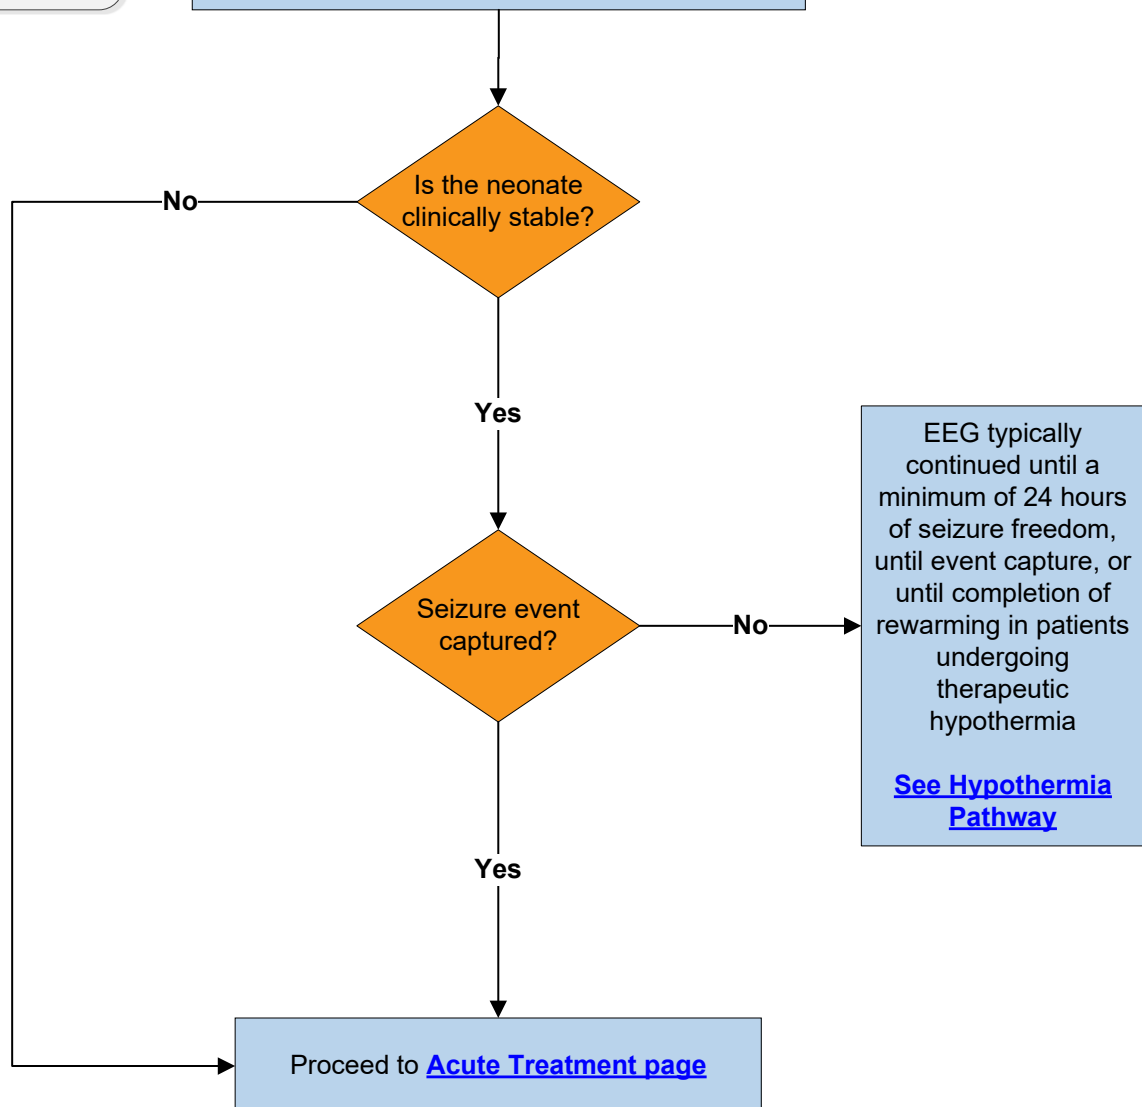 Is the neonate
clinically stable?
No
Yes
Seizure event
captured?
No
EEG typically
continued until a
minimum of 24 hours
of seizure freedom,
until event capture, or
until completion of
rewarming in patients
undergoing
therapeutic
hypothermia
See Hypothermia
Pathway
Yes
Proceed to Acute Treatment page